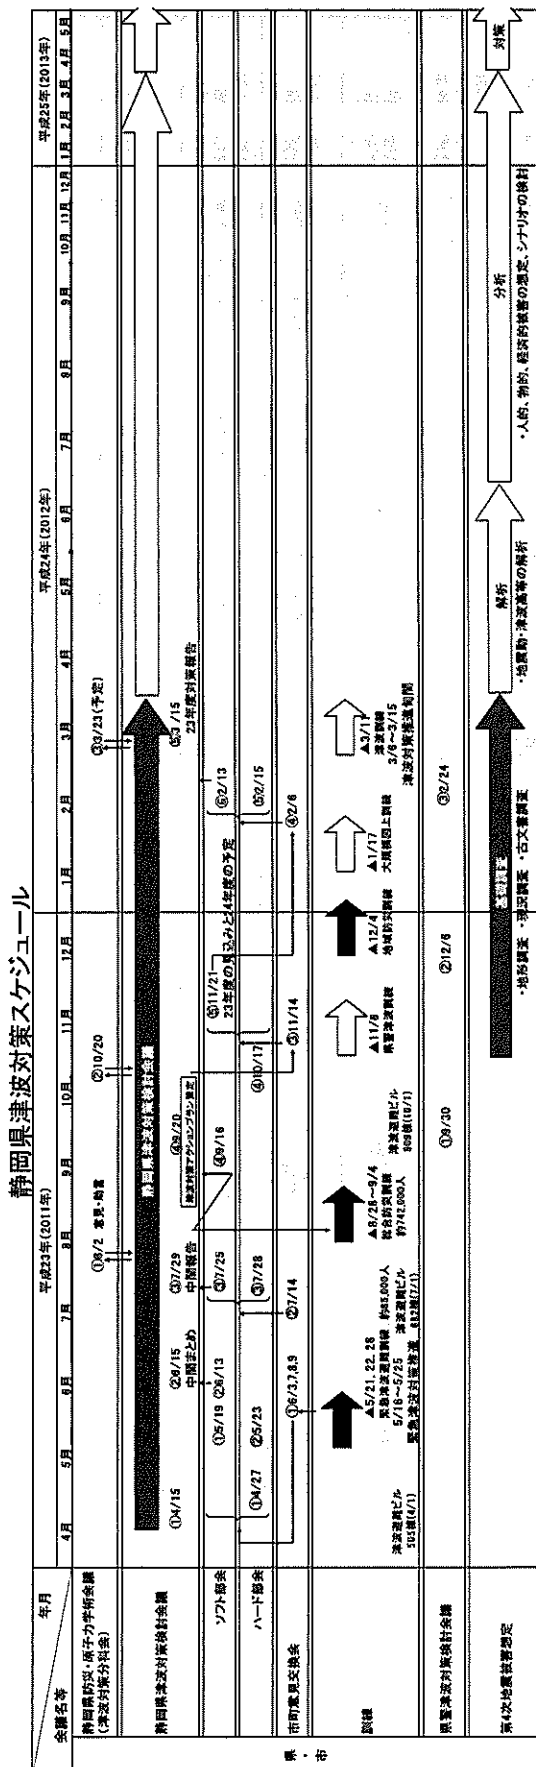 静岡県津波対策スケジュール
年月
会議名等
平成23年(2011年)
平成24年(2012年)
平成25年(2013年)
4月 5月 6月 7月 8月 9月 10月 11月 12月 1月 2月 3月 4月 5月 6月 7月 8月 9月 10月 11月 12月 1月 2月 3月 4月 5月
県・市
静岡県防災・原子力学術会議
(津波対策分科会)
①8/2 意見・助言
②10/20
③3/23(予定)
静岡県津波対策検討会議
静岡県津波対策検討会議
①4/15
②6/15
中間まとめ
③7/29
中間報告
④9/20
津波対策アクションプラン策定
⑤3/15
23年度対策報告
ソフト部会
①5/19
②6/13
③7/25
④9/16
⑤11/21
23年度の見込みと24年度の予定
⑥2/13
ハード部会
①4/27
②5/23
③7/28
④10/17
⑤2/15
市町意見交換会
①6/3,7,8,9
②7/14
③11/14
④2/6
訓練
津波避難ビル
505棟(4/1)
▲5/21,22,28
緊急津波避難訓練 約85,000人
5/16~5/25
緊急津波対策推進
津波避難ビル
682棟(7/1)
▲8/28~9/4
総合防災訓練
約742,000人
津波避難ビル
909棟(10/1)
▲11/8
県警津波訓練
▲12/4
地域防災訓練
▲1/17
大規模図上訓練
▲3/11
津波訓練
3/6~3/15
津波対策推進旬間
県警津波対策検討会議
①9/30
②12/6
③2/24
第4次地震被害想定
基礎調査
・地形調査 ・現況調査 ・古文書調査
解析
・地震動・津波高等の解析
分析
・人的、物的、経済的被害の想定、シナリオの検討
対策